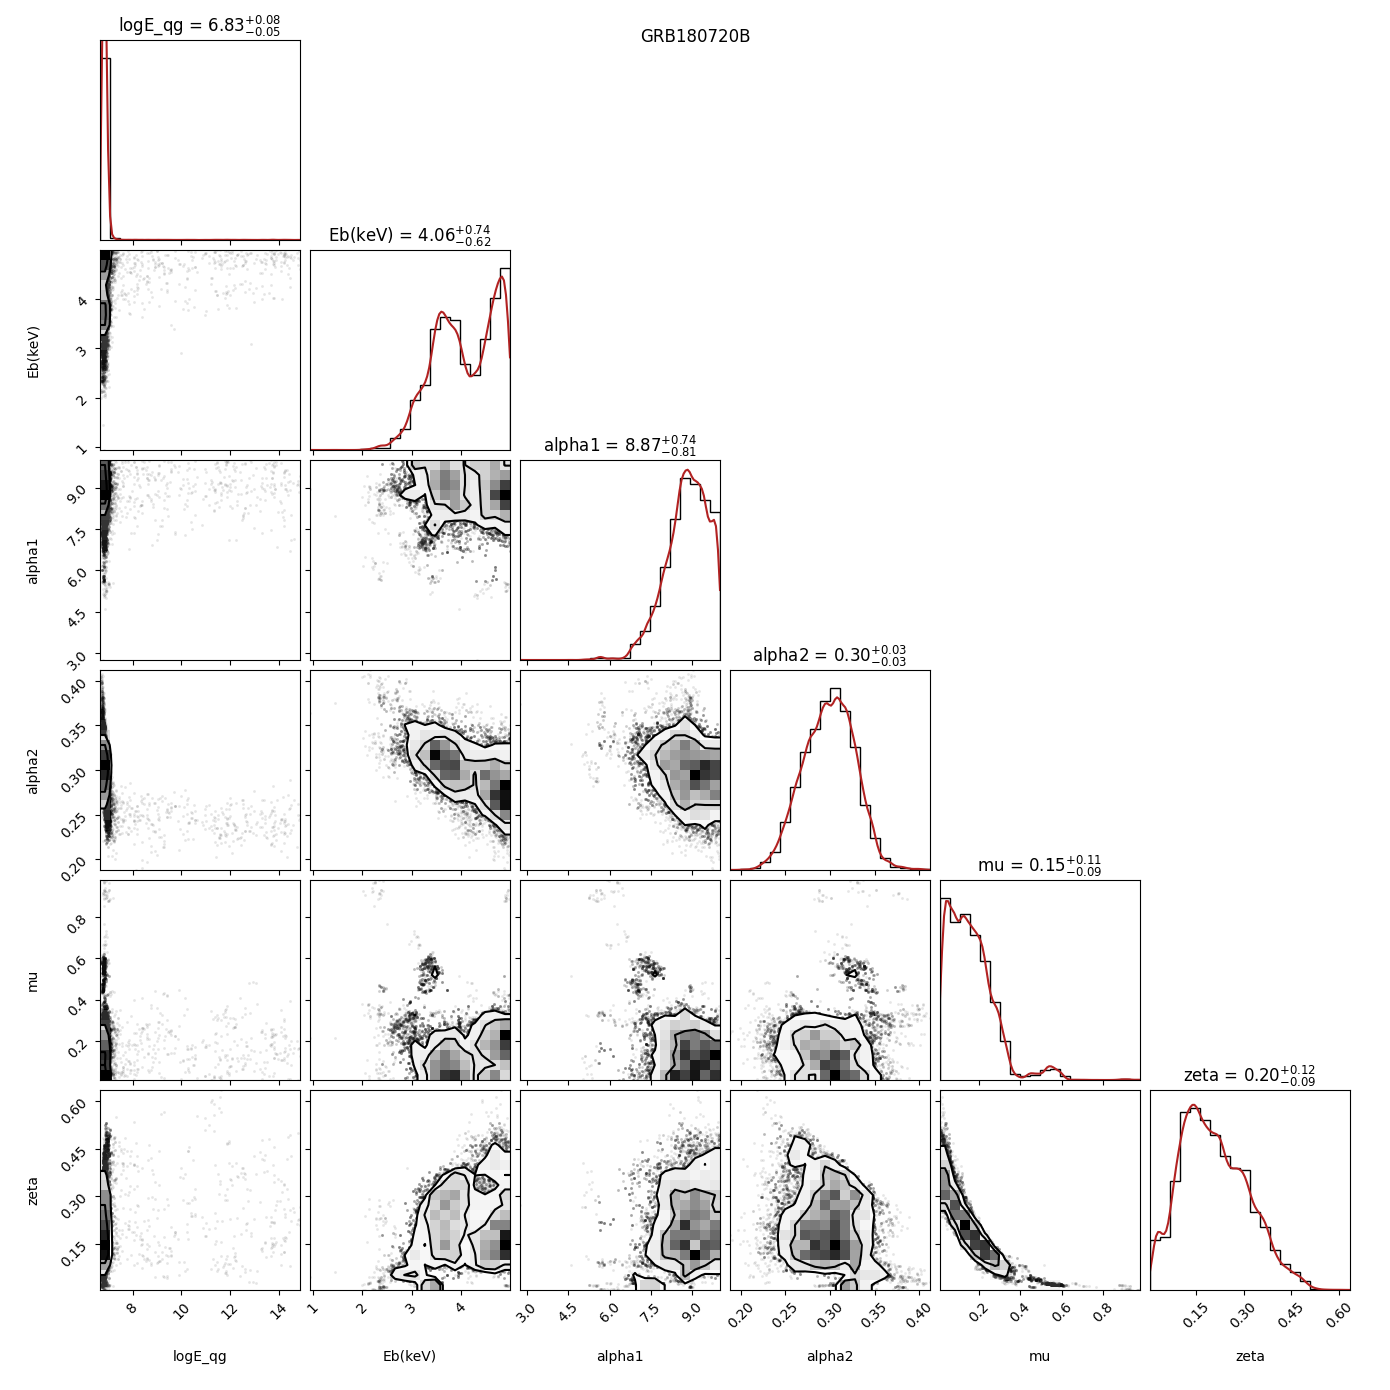 GRB180720B
logE_qg = 6.83+0.08−0.05
Eb(keV) = 4.06+0.74−0.62
Eb(keV)
4
3
2
1
alpha1 = 8.87+0.74−0.81
alpha1
9.0
7.5
6.0
4.5
3.0
alpha2 = 0.30+0.03−0.03
alpha2
0.40
0.35
0.30
0.25
0.20
mu = 0.15+0.11−0.09
mu
0.8
0.6
0.4
0.2
zeta = 0.20+0.12−0.09
zeta
0.60
0.45
0.30
0.15
8 10 12 14 1 2 3 4 3.0 4.5 6.0 7.5 9.0 0.20 0.25 0.30 0.35 0.40 0.2 0.4 0.6 0.8 0.15 0.30 0.45 0.60
logE_qg Eb(keV) alpha1 alpha2 mu zeta